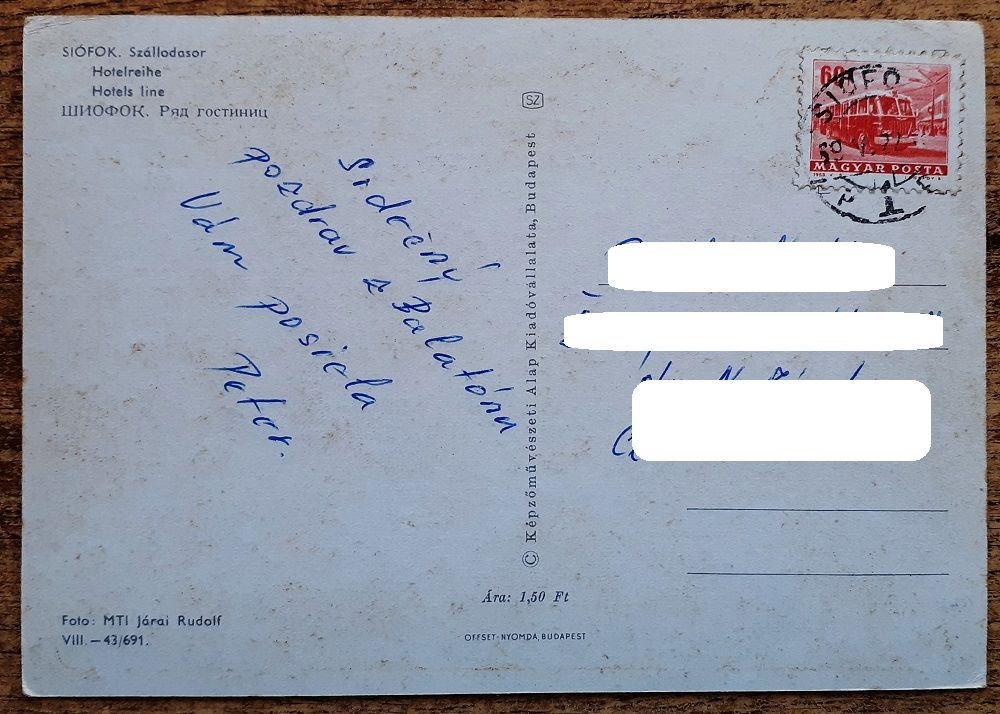 SIÓFOK. Szállodasor
Hotelreihe
Hotels line
ШИОФОК. Ряд гостиниц
Srdečný
pozdrav z Balatónu
Vám posiela
Peter.
Foto: MTI Járai Rudolf
VIII. — 43/691.
SZ
© Képzőművészeti Alap Kiadóvállalata, Budapest
Ára: 1,50 Ft
OFFSET-NYOMDA, BUDAPEST
60
SIÓFO
MAGYAR POSTA